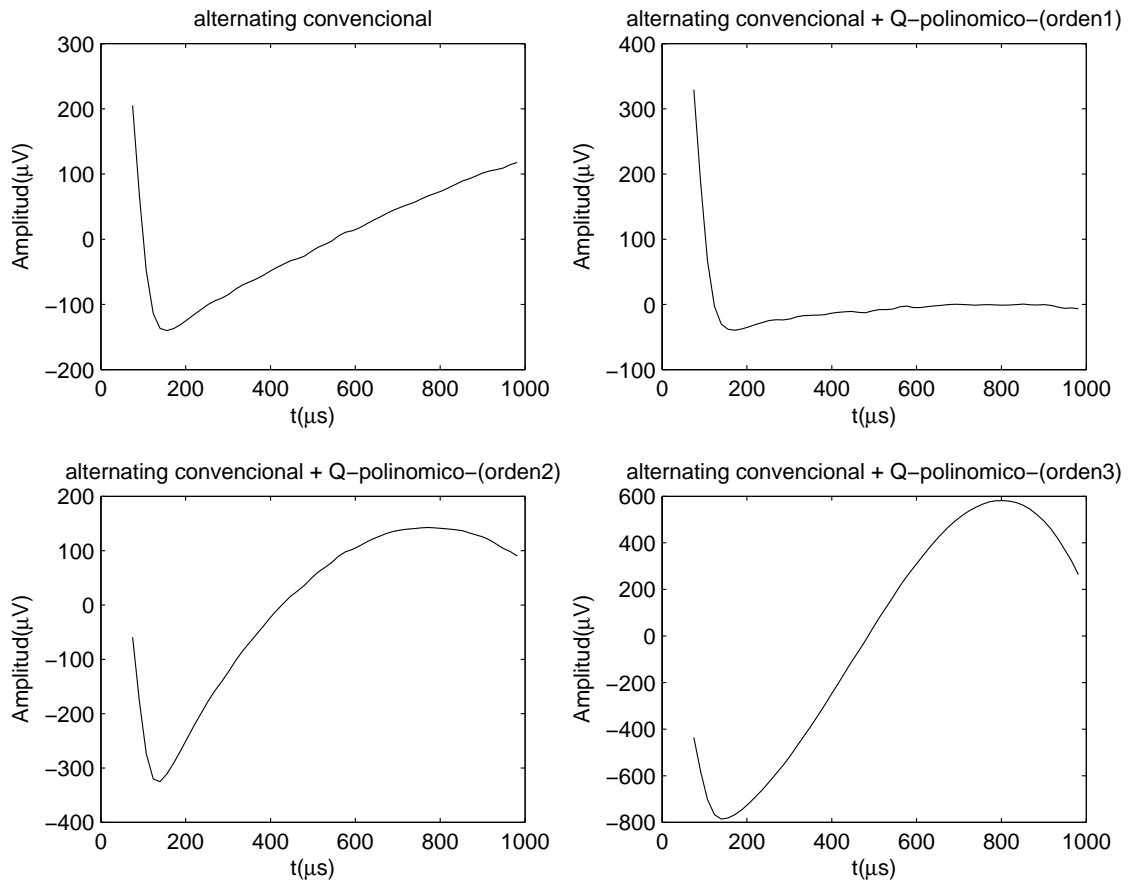 alternating convencional
300
200
100
0
−100
−200
Amplitud(μV)
0 200 400 600 800 1000
t(μs)
alternating convencional + Q−polinomico−(orden1)
400
300
200
100
0
−100
Amplitud(μV)
0 200 400 600 800 1000
t(μs)
alternating convencional + Q−polinomico−(orden2)
200
100
0
−100
−200
−300
−400
Amplitud(μV)
0 200 400 600 800 1000
t(μs)
alternating convencional + Q−polinomico−(orden3)
600
400
200
0
−200
−400
−600
−800
Amplitud(μV)
0 200 400 600 800 1000
t(μs)